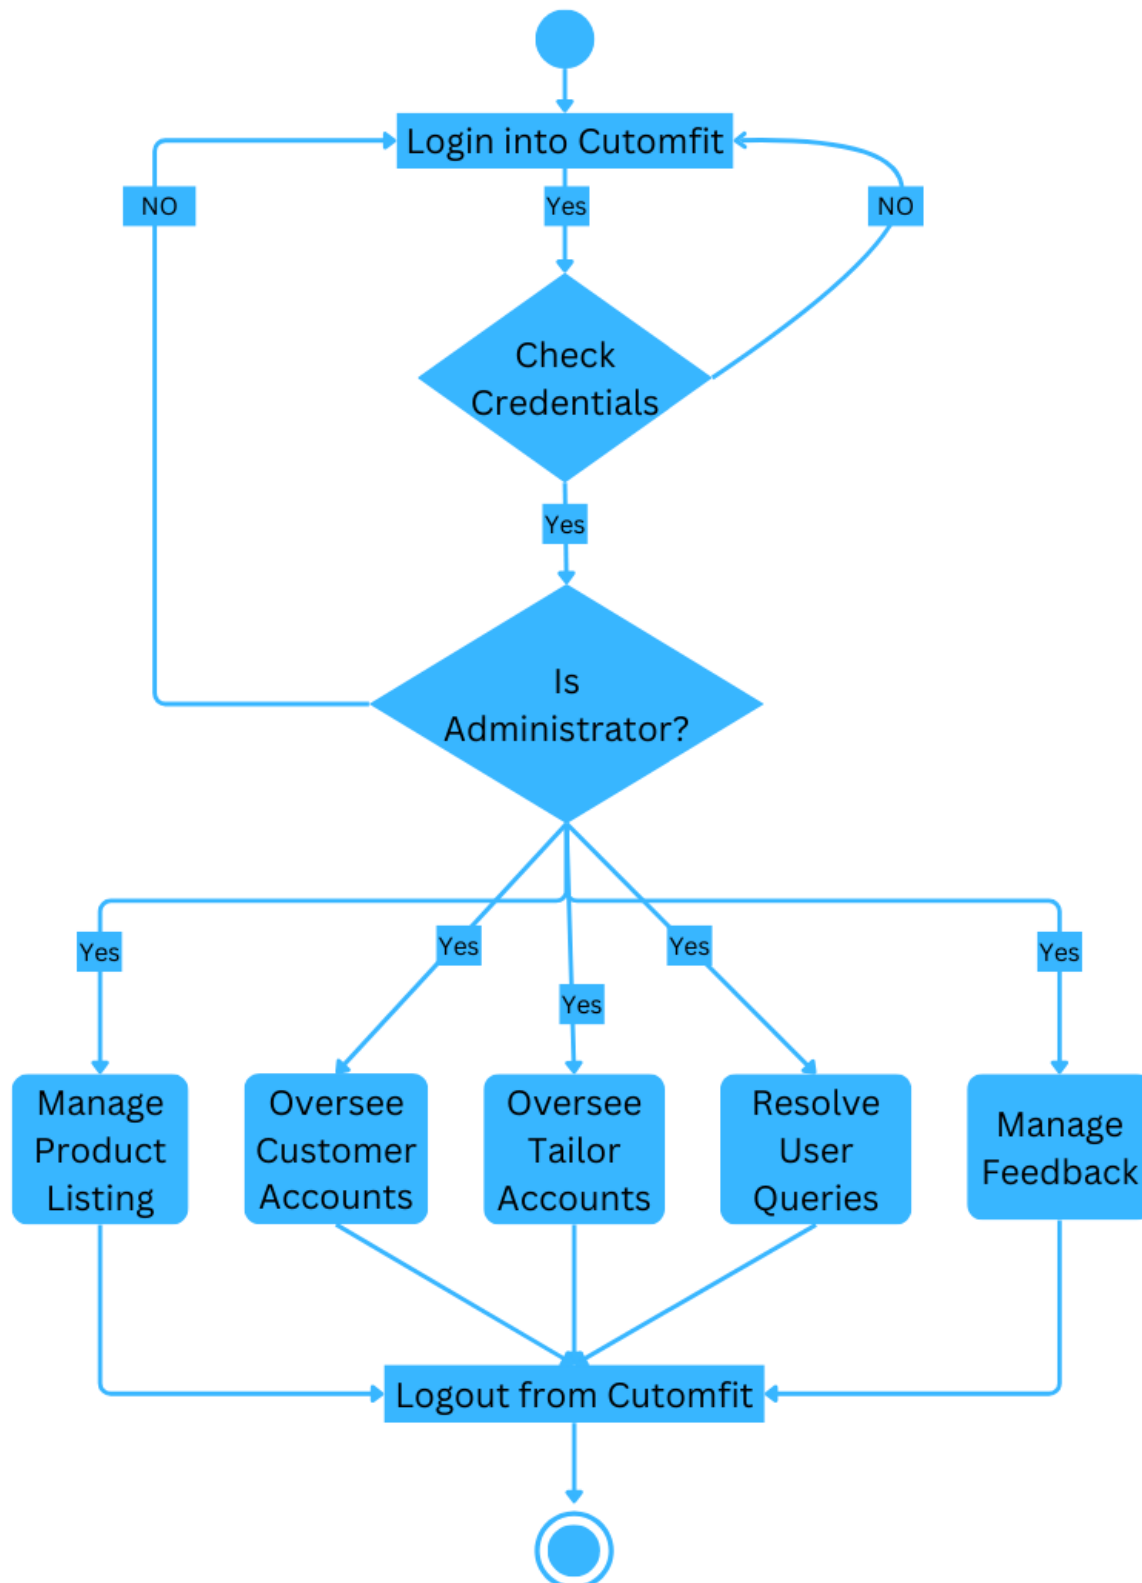 Login into Cutomfit
NO
Yes
NO
Check
Credentials
Yes
Is
Administrator?
Yes
Yes
Yes
Yes
Yes
Manage
Product
Listing
Oversee
Customer
Accounts
Oversee
Tailor
Accounts
Resolve
User
Queries
Manage
Feedback
Logout from Cutomfit